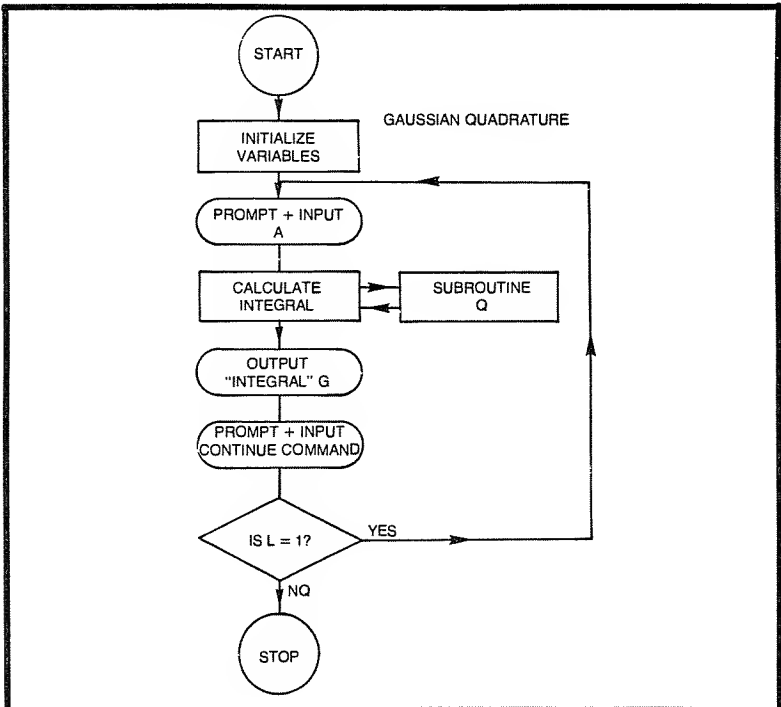 START
GAUSSIAN QUADRATURE
INITIALIZE
VARIABLES
PROMPT + INPUT
A
CALCULATE
INTEGRAL
SUBROUTINE
Q
OUTPUT
"INTEGRAL" G
PROMPT + INPUT
CONTINUE COMMAND
IS L = 1?
YES
NQ
STOP